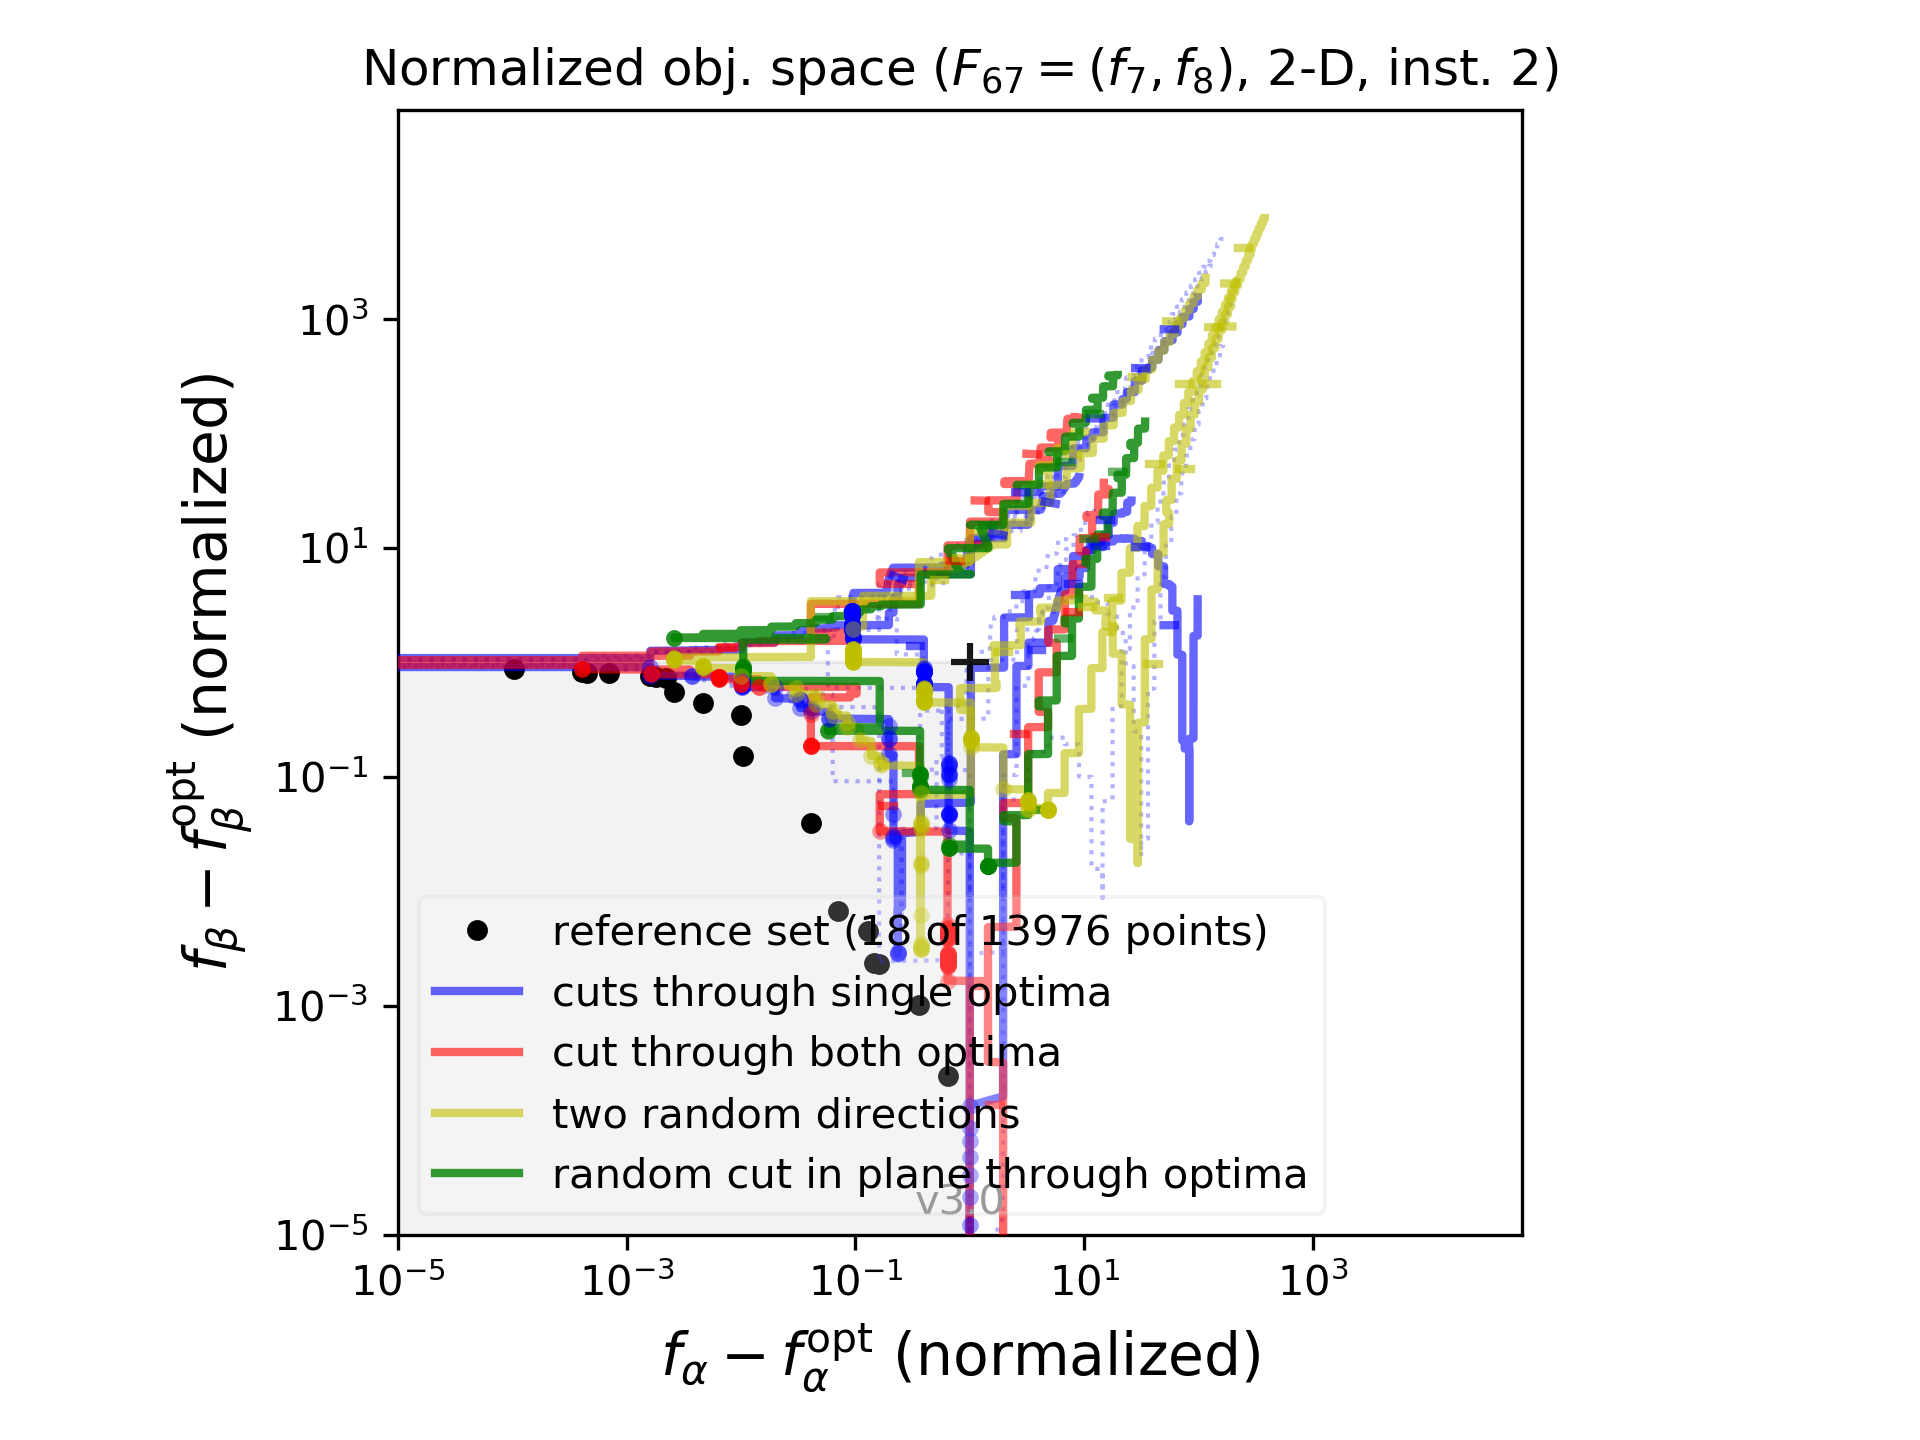 Normalized obj. space (F₆₇ = (f₇, f₈), 2-D, inst. 2)
10³
10¹
10⁻¹
10⁻³
10⁻⁵
f_β − f_β^opt (normalized)
reference set (18 of 13976 points)
cuts through single optima
cut through both optima
two random directions
random cut in plane through optima
v3.0
10⁻⁵ 10⁻³ 10⁻¹ 10¹ 10³
f_α − f_α^opt (normalized)